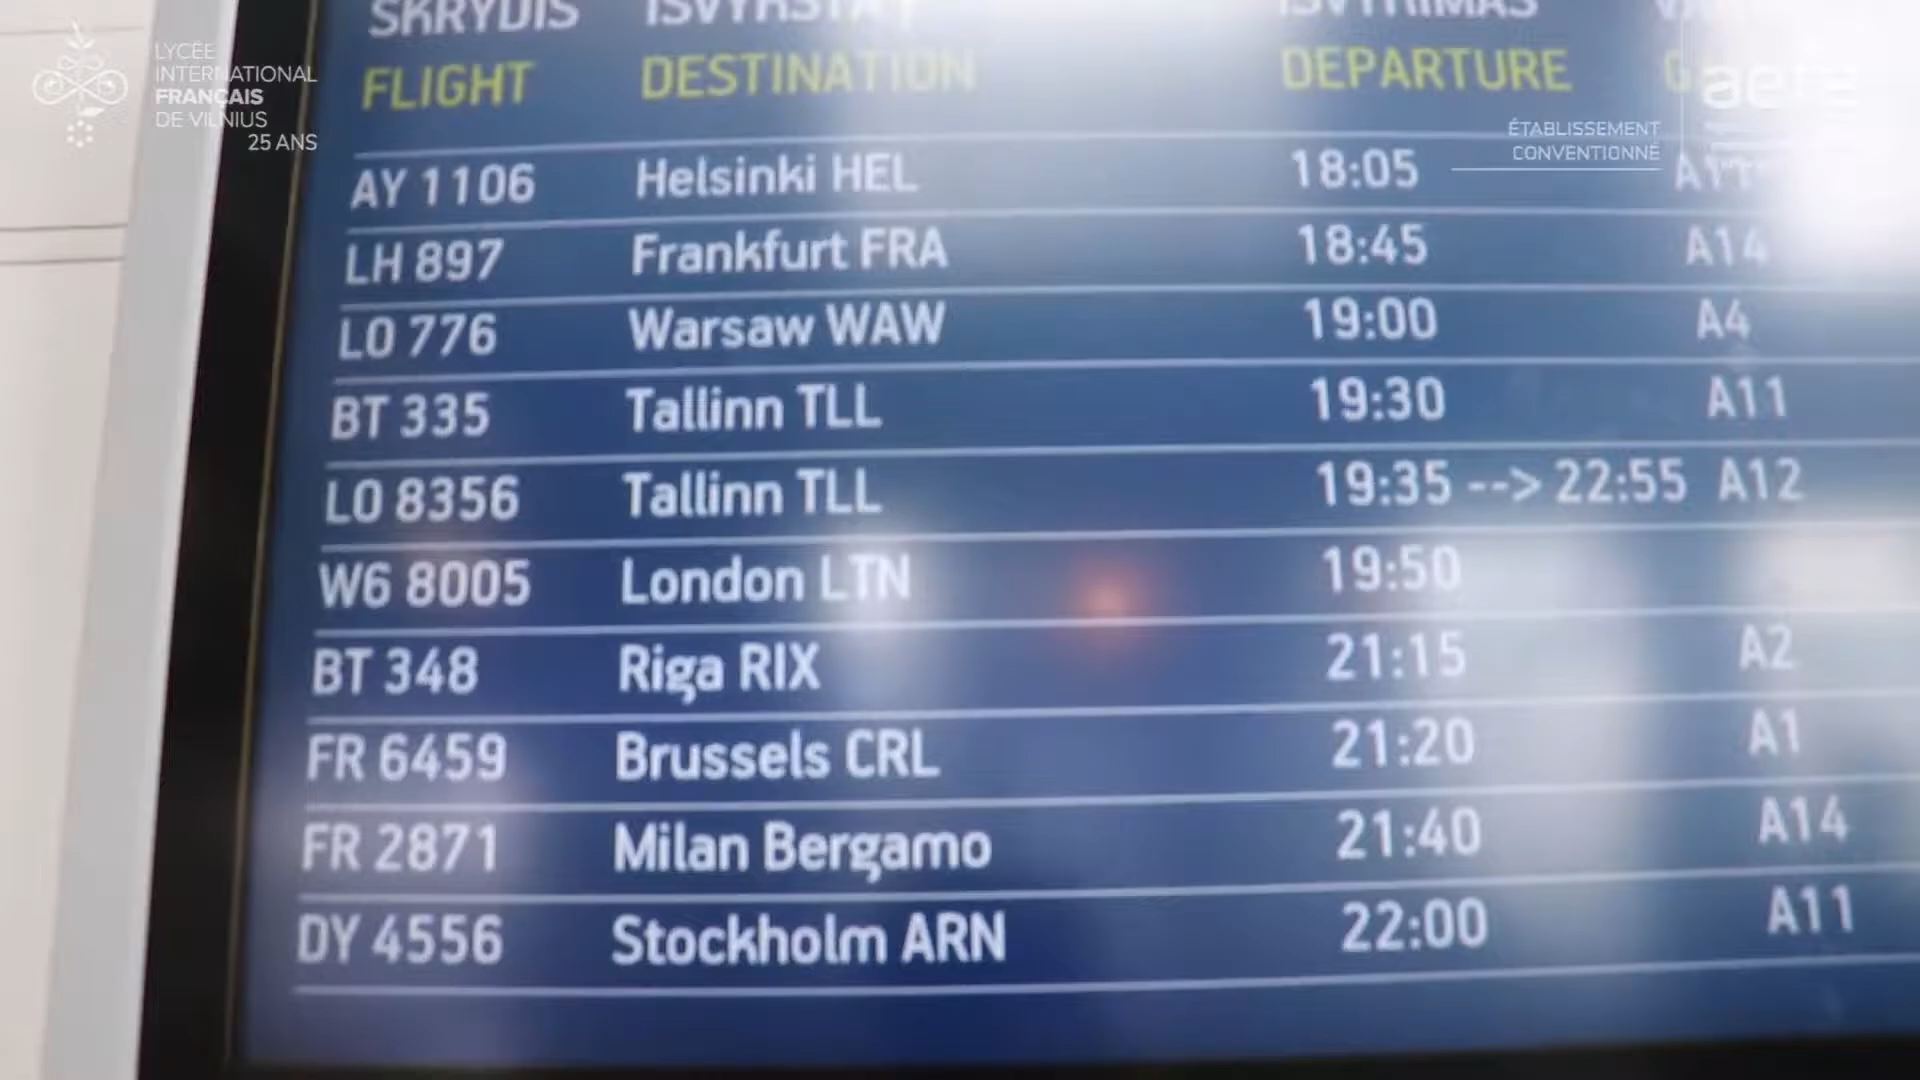 SKRYDIS
FLIGHT DESTINATION DEPARTURE
LYCÉE
INTERNATIONAL
FRANÇAIS
DE VILNIUS
25 ANS
aefe
ÉTABLISSEMENT
CONVENTIONNÉ
AY 1106 Helsinki HEL 18:05
LH 897 Frankfurt FRA 18:45 A14
LO 776 Warsaw WAW 19:00 A4
BT 335 Tallinn TLL 19:30 A11
LO 8356 Tallinn TLL 19:35 --> 22:55 A12
W6 8005 London LTN 19:50
BT 348 Riga RIX 21:15 A2
FR 6459 Brussels CRL 21:20 A1
FR 2871 Milan Bergamo 21:40 A14
DY 4556 Stockholm ARN 22:00 A11